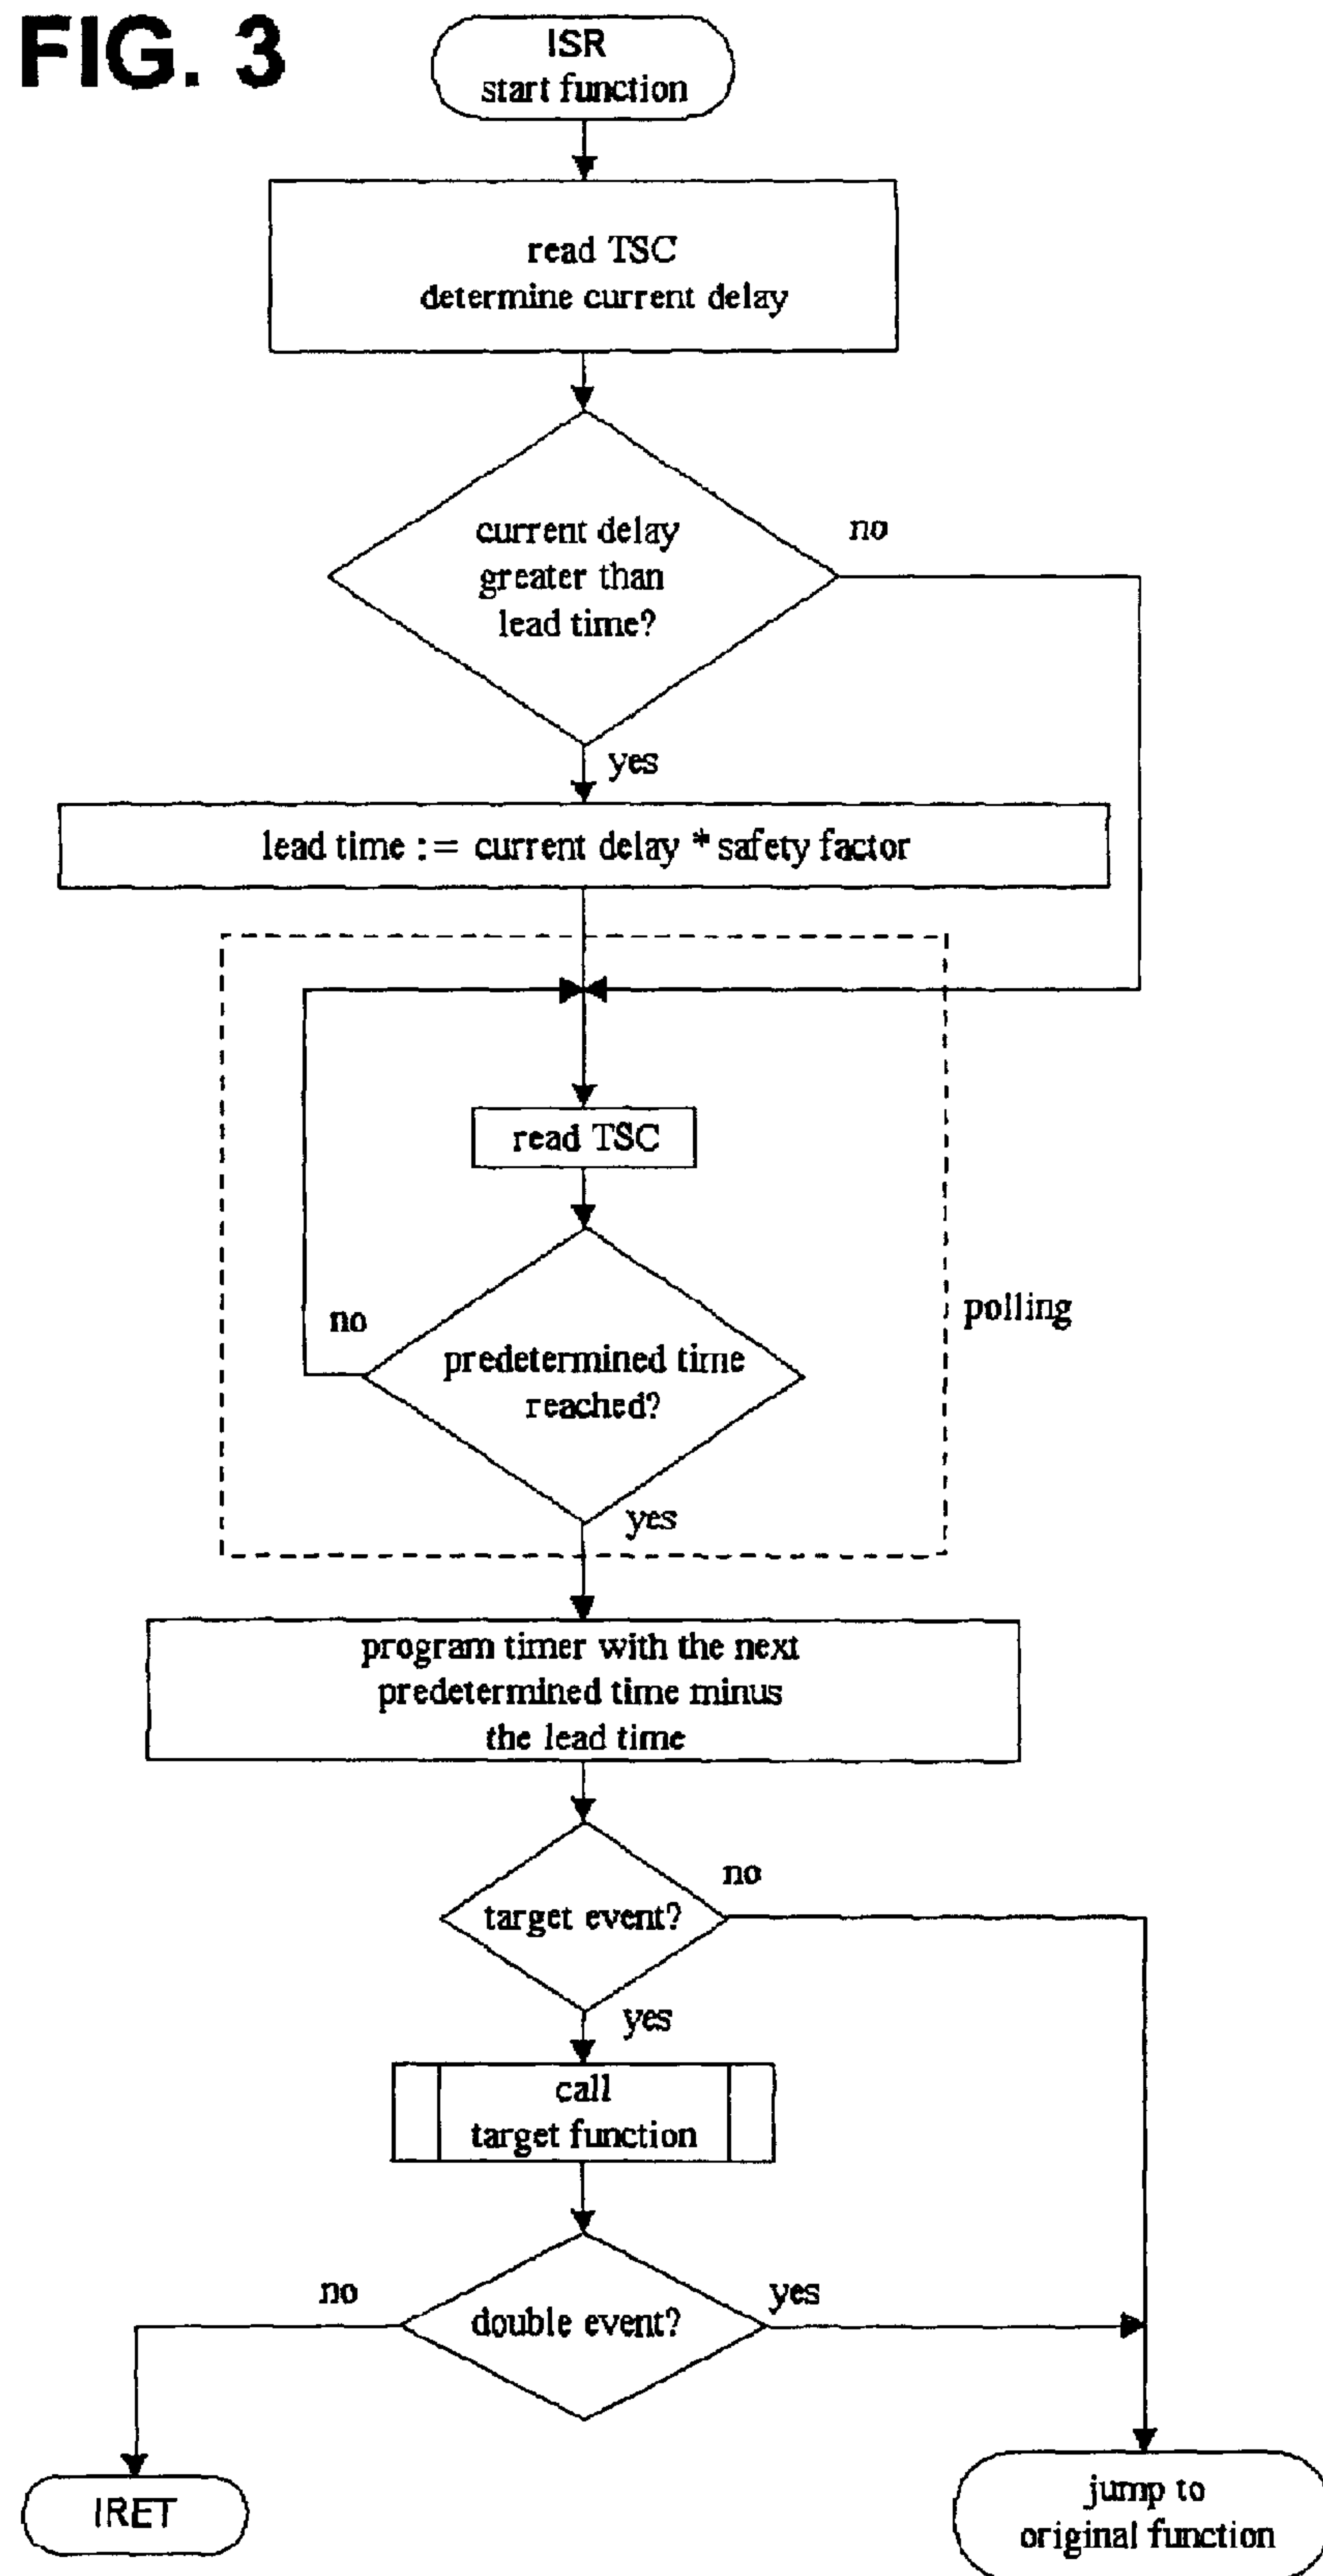 FIG. 3
ISR
start function
read TSC
determine current delay
current delay
greater than
lead time?
no
yes
lead time := current delay * safety factor
read TSC
no
predetermined time
reached?
polling
yes
program timer with the next
predetermined time minus
the lead time
no
target event?
yes
call
target function
no
double event?
yes
IRET
jump to
original function